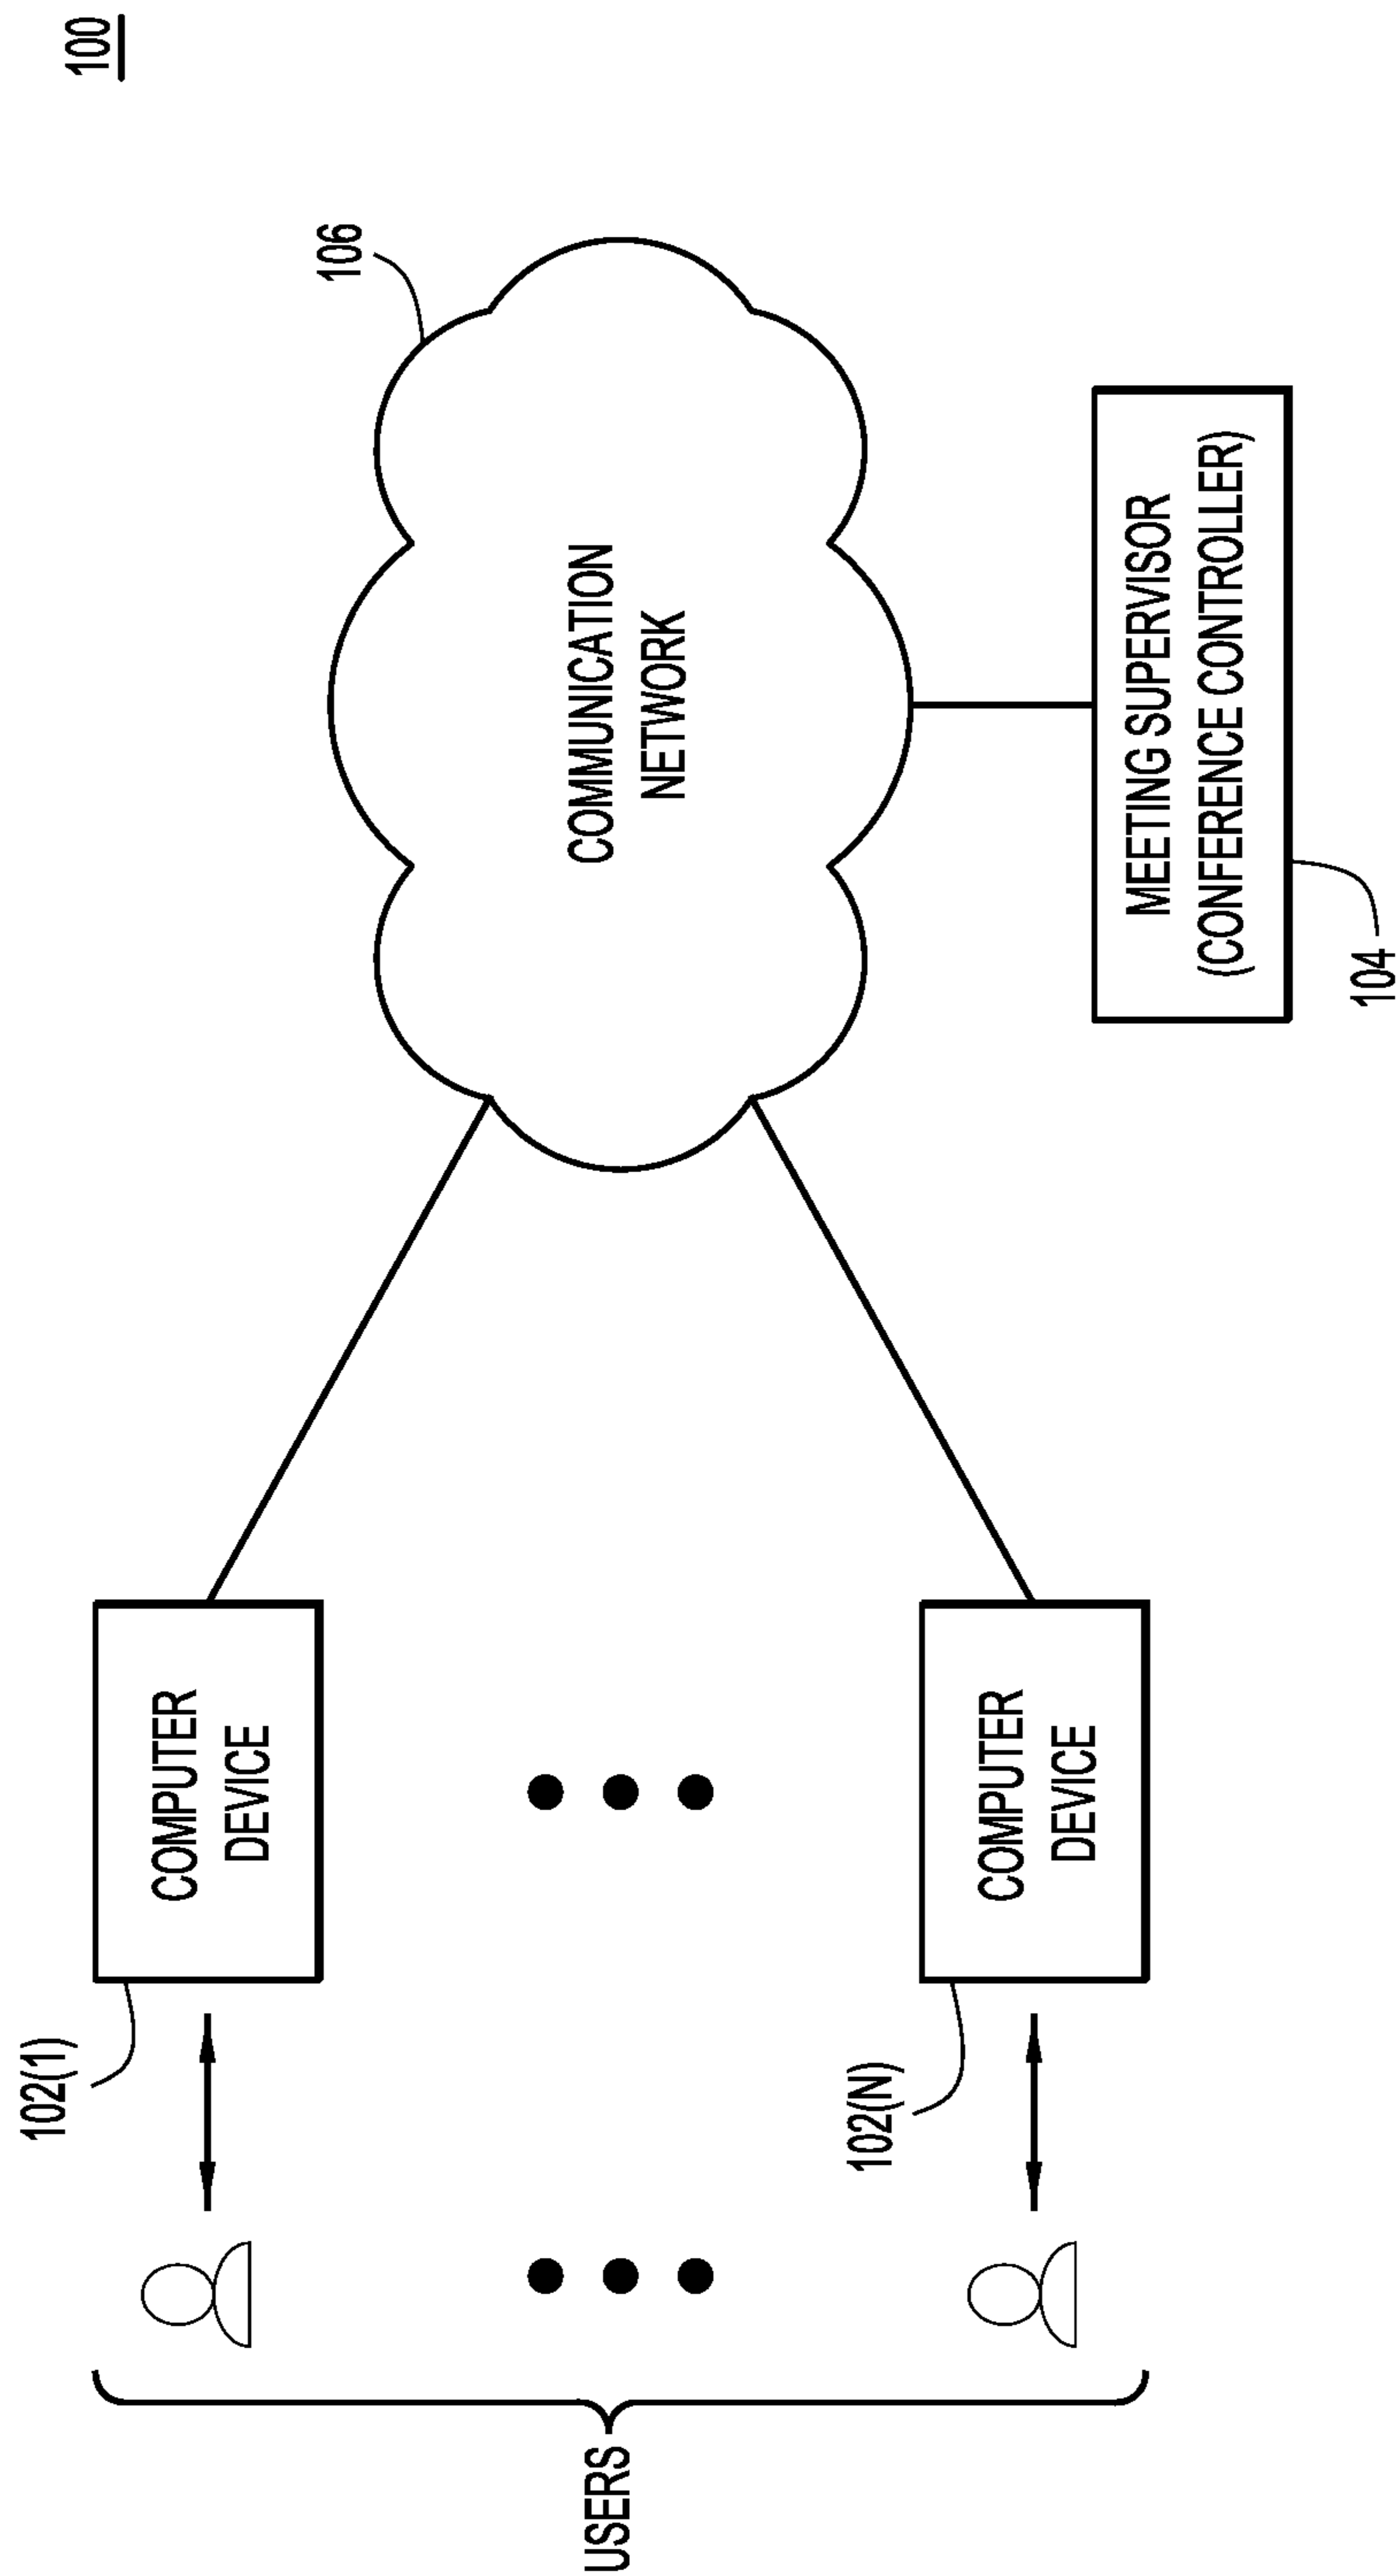 100
102(1)
COMPUTER
DEVICE
106
COMMUNICATION
NETWORK
USERS
102(N)
COMPUTER
DEVICE
MEETING SUPERVISOR
(CONFERENCE CONTROLLER)
104